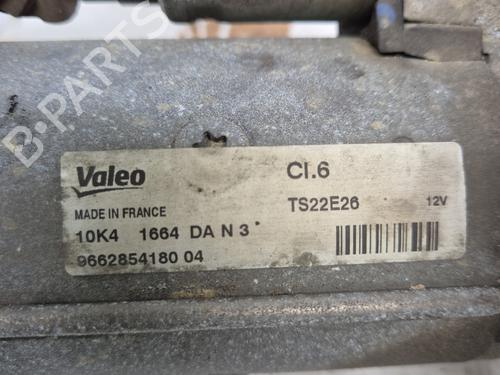 B-PARTS
Valeo
Cl.6
MADE IN FRANCE
TS22E26 12V
10K4 1664 DA N 3
9662854180 04